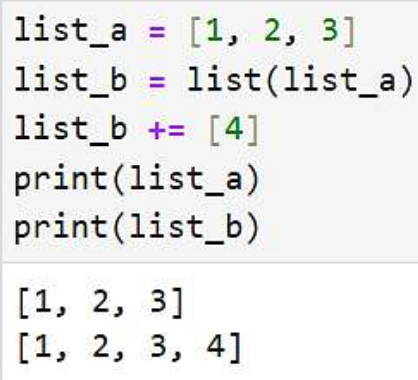 list_a = [1, 2, 3]
list_b = list(list_a)
list_b += [4]
print(list_a)
print(list_b)
[1, 2, 3]
[1, 2, 3, 4]